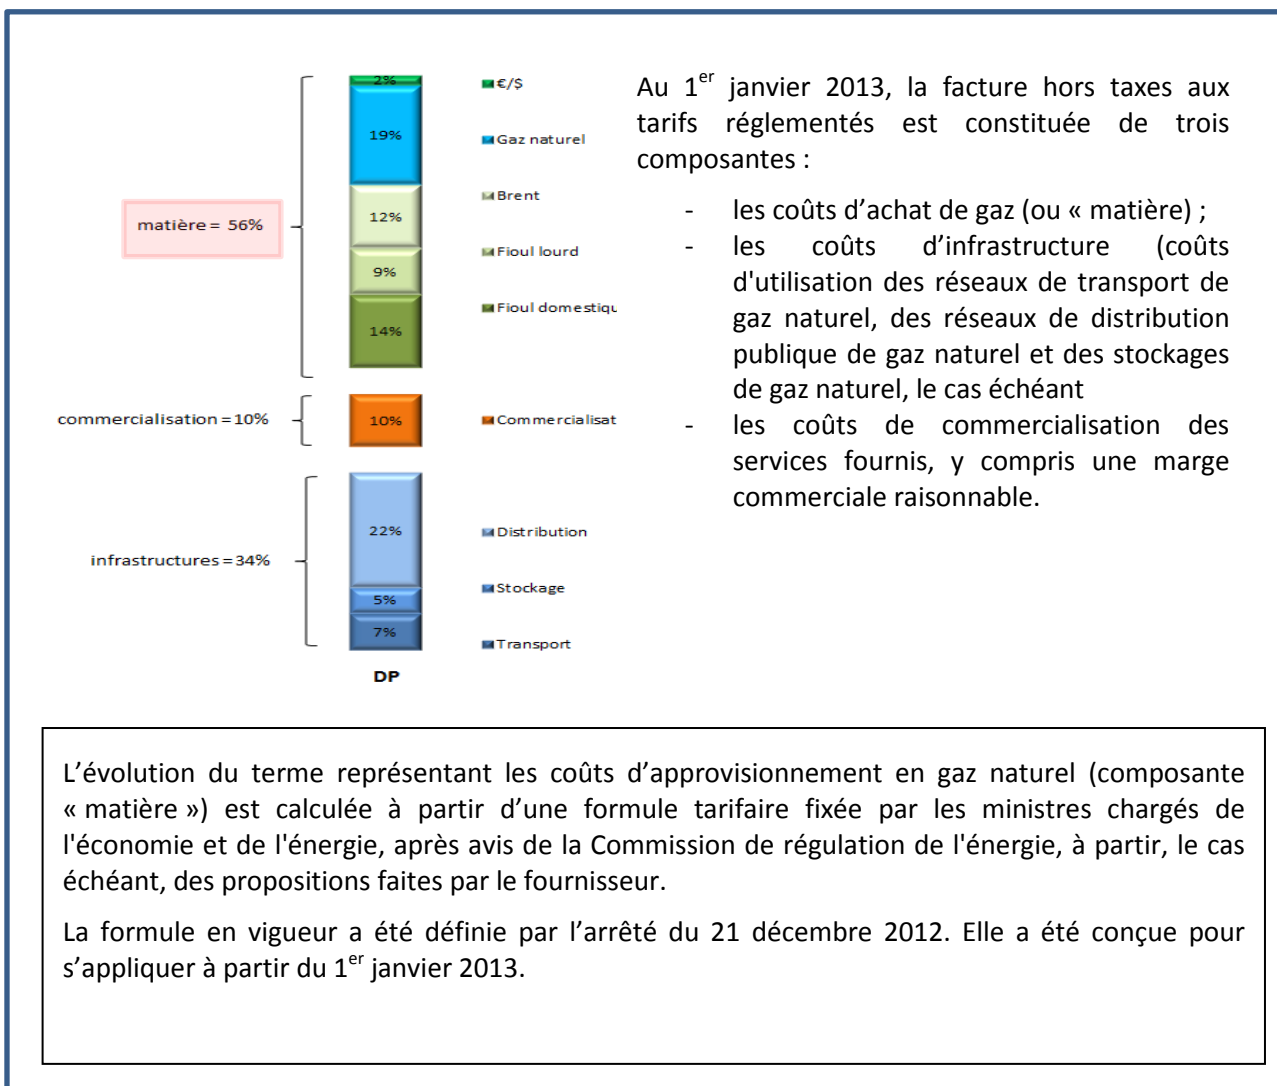 2%
€/$
19%
Gaz naturel
matière = 56%
12%
Brent
9%
Fioul lourd
14%
Fioul domestiqu
commercialisation = 10%
10%
Commercialisat
22%
Distribution
infrastructures = 34%
5%
Stockage
7%
Transport
DP
Au 1er janvier 2013, la facture hors taxes aux
tarifs réglementés est constituée de trois
composantes :
- les coûts d'achat de gaz (ou « matière) ;
- les coûts d'infrastructure (coûts
d'utilisation des réseaux de transport de
gaz naturel, des réseaux de distribution
publique de gaz naturel et des stockages
de gaz naturel, le cas échéant
- les coûts de commercialisation des
services fournis, y compris une marge
commerciale raisonnable.
L'évolution du terme représentant les coûts d'approvisionnement en gaz naturel (composante
« matière ») est calculée à partir d'une formule tarifaire fixée par les ministres chargés de
l'économie et de l'énergie, après avis de la Commission de régulation de l'énergie, à partir, le cas
échéant, des propositions faites par le fournisseur.
La formule en vigueur a été définie par l'arrêté du 21 décembre 2012. Elle a été conçue pour
s'appliquer à partir du 1er janvier 2013.